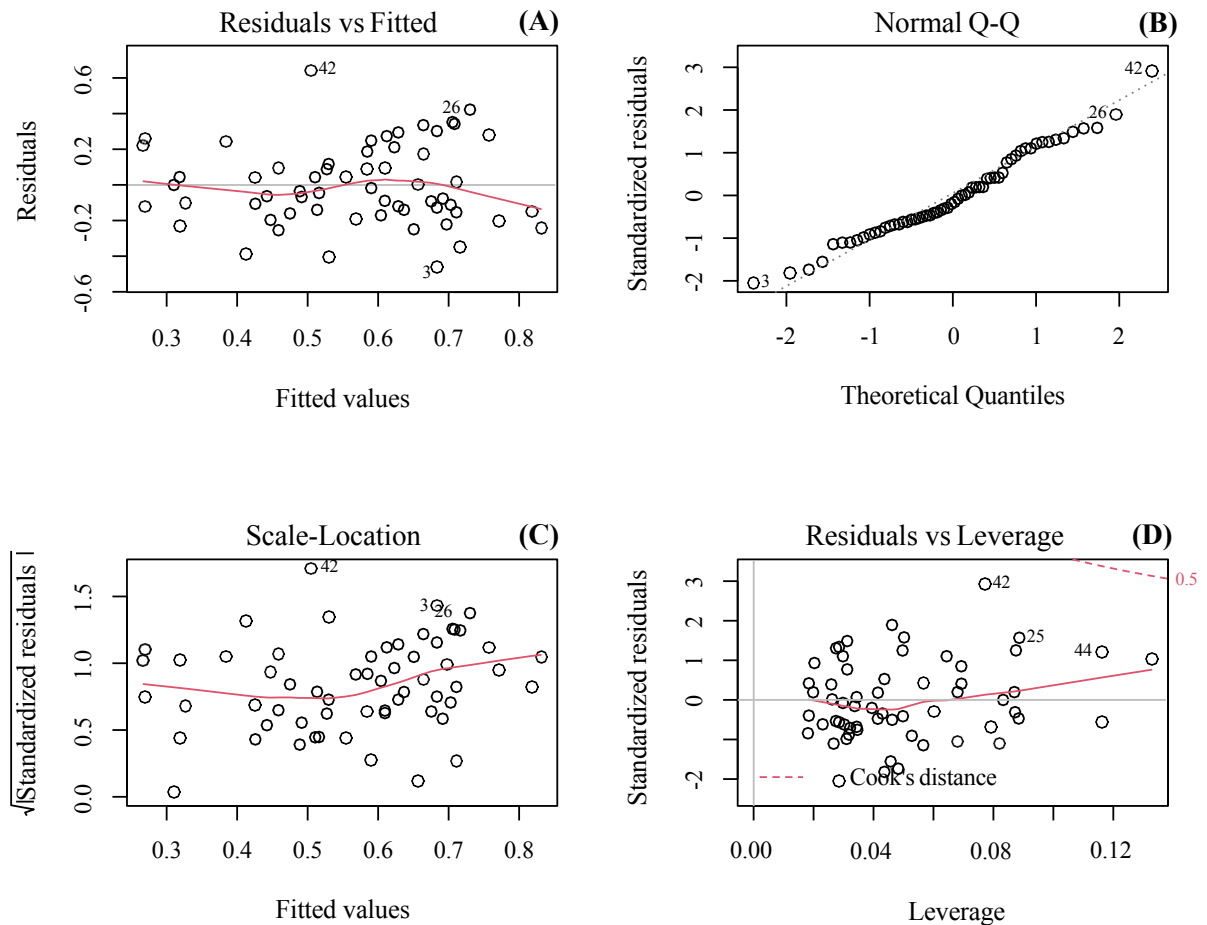 Residuals vs Fitted
(A)
Residuals
0.6
0.2
-0.2
-0.6
42
26
3
0.3 0.4 0.5 0.6 0.7 0.8
Fitted values
Normal Q-Q
(B)
Standardized residuals
3
2
1
0
-1
-2
42
26
3
-2 -1 0 1 2
Theoretical Quantiles
Scale-Location
(C)
√|Standardized residuals|
1.5
1.0
0.5
0.0
42
3
26
0.3 0.4 0.5 0.6 0.7 0.8
Fitted values
Residuals vs Leverage
(D)
Standardized residuals
3
2
1
0
-2
0.5
42
25
44
Cook's distance
0.00 0.04 0.08 0.12
Leverage